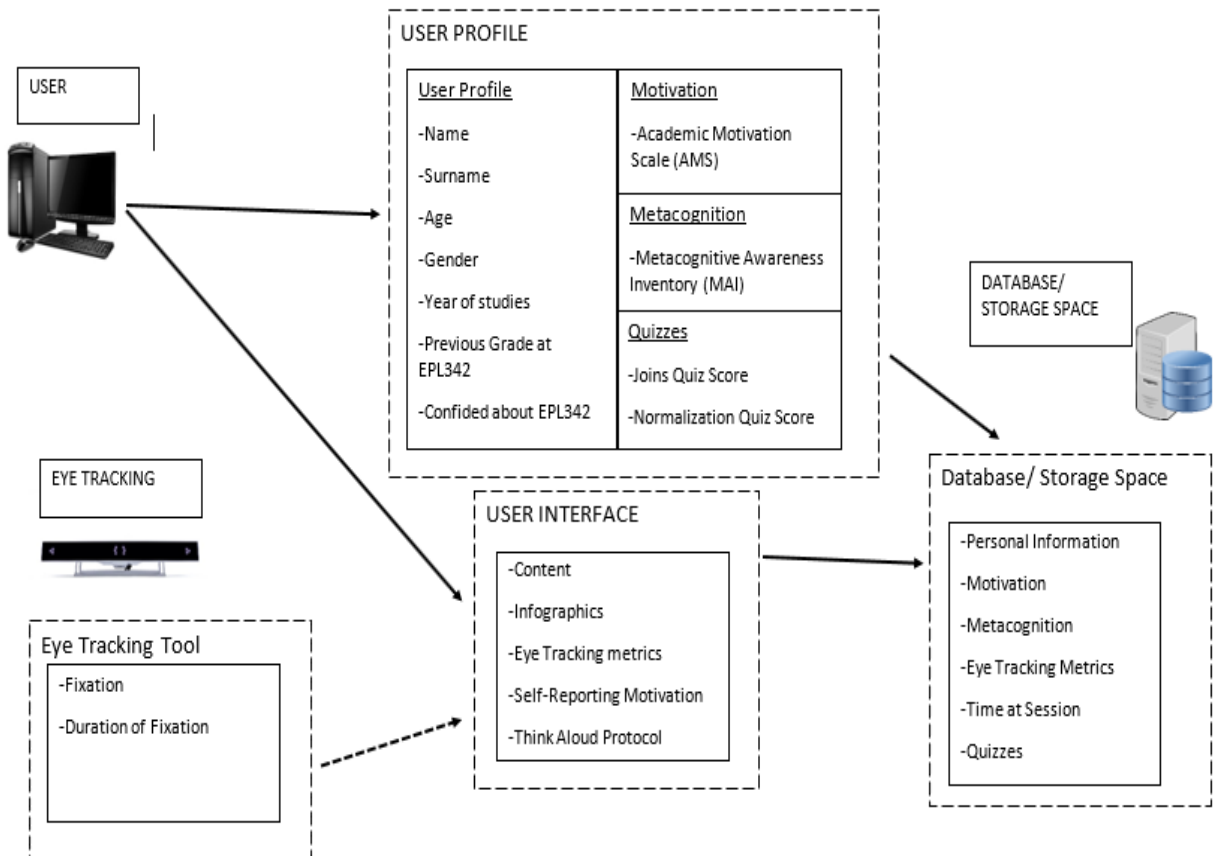 USER PROFILE
USER
User Profile
-Name
-Surname
-Age
-Gender
-Year of studies
-Previous Grade at
EPL342
-Confided about EPL342
Motivation
-Academic Motivation
Scale (AMS)
Metacognition
-Metacognitive Awareness
Inventory (MAI)
Quizzes
-Joins Quiz Score
-Normalization Quiz Score
DATABASE/
STORAGE SPACE
EYE TRACKING
Eye Tracking Tool
-Fixation
-Duration of Fixation
USER INTERFACE
-Content
-Infographics
-Eye Tracking metrics
-Self-Reporting Motivation
-Think Aloud Protocol
Database/ Storage Space
-Personal Information
-Motivation
-Metacognition
-Eye Tracking Metrics
-Time at Session
-Quizzes